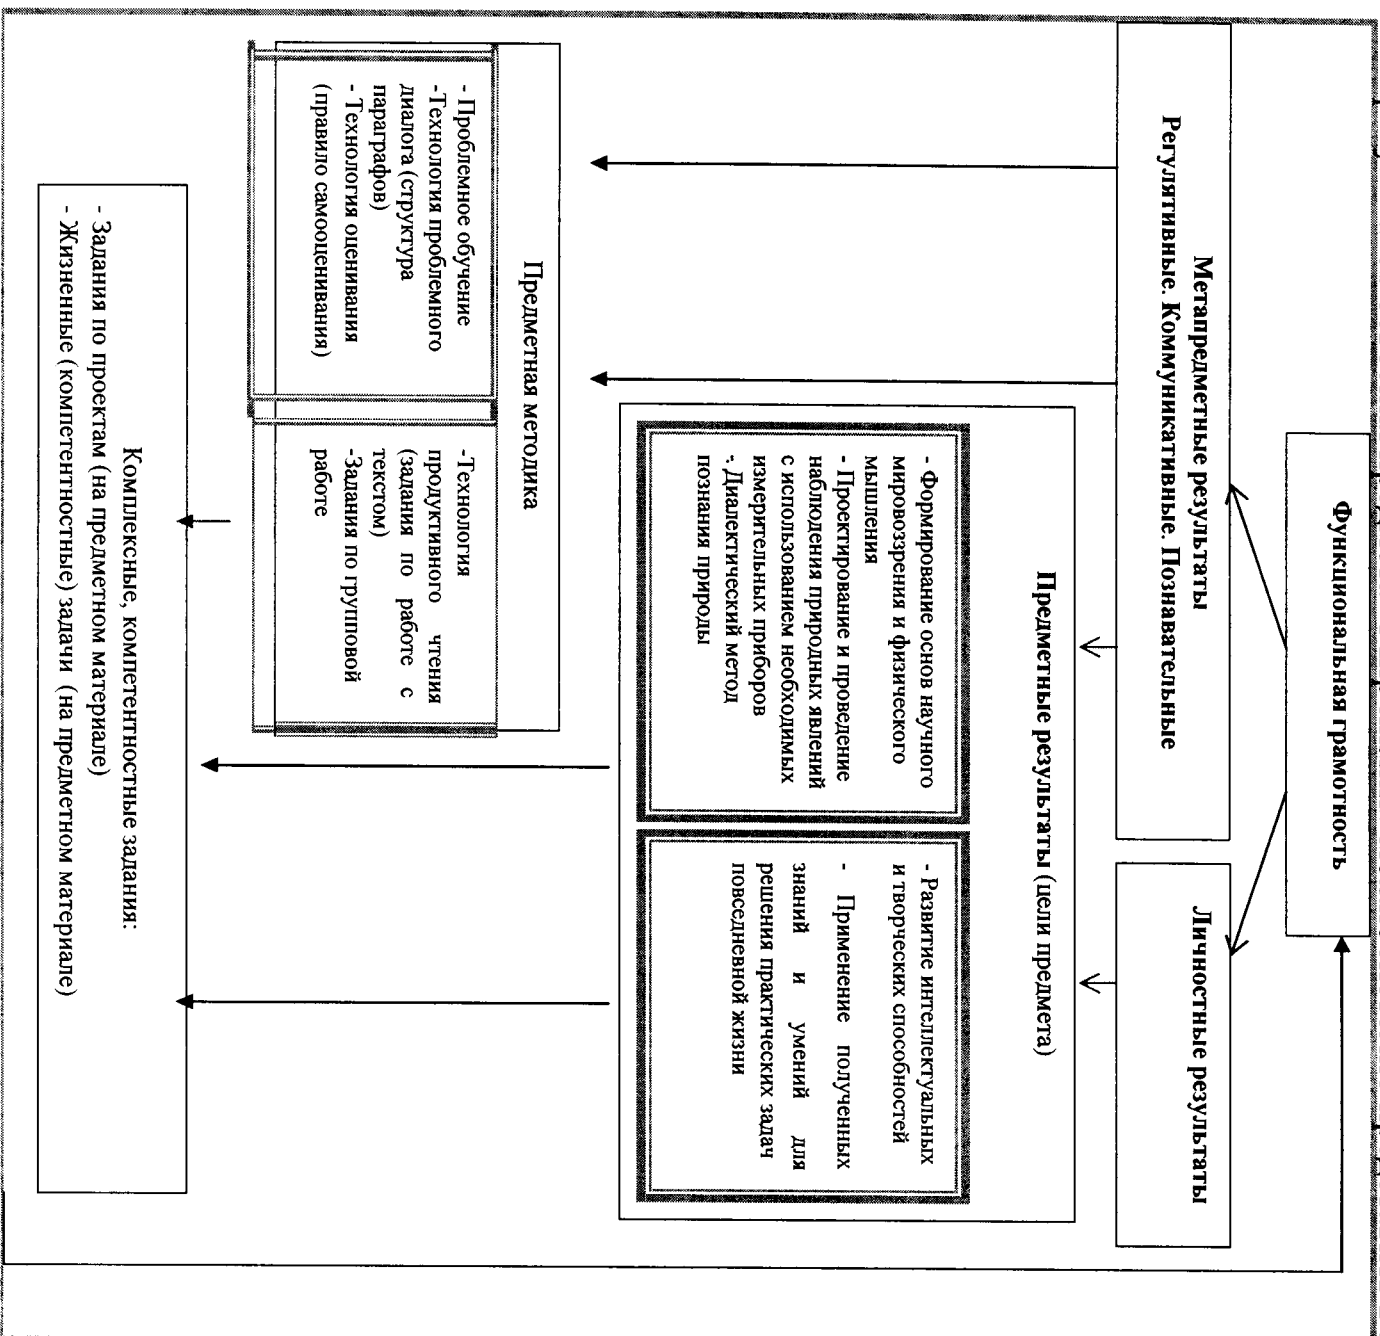 Функциональная грамотность
Метапредметные результаты
Регулятивные. Коммуникативные. Познавательные
Личностные результаты
Предметные результаты (цели предмета)
- Формирование основ научного
мировоззрения и физического
мышления
- Проектирование и проведение
наблюдения природных явлений
с использованием необходимых
измерительных приборов
- Диалектический метод
познания природы
- Развитие интеллектуальных
и творческих способностей
- Применение полученных
знаний и умений для
решения практических задач
повседневной жизни
Предметная методика
- Проблемное обучение
-Технология проблемного
диалога (структура
параграфов)
- Технология оценивания
(правило самооценивания)
-Технология
продуктивного чтения
(задания по работе с
текстом)
-Задания по групповой
работе
Комплексные, компетентностные задания:
- Задания по проектам (на предметном материале)
- Жизненные (компетентностные) задачи (на предметном материале)